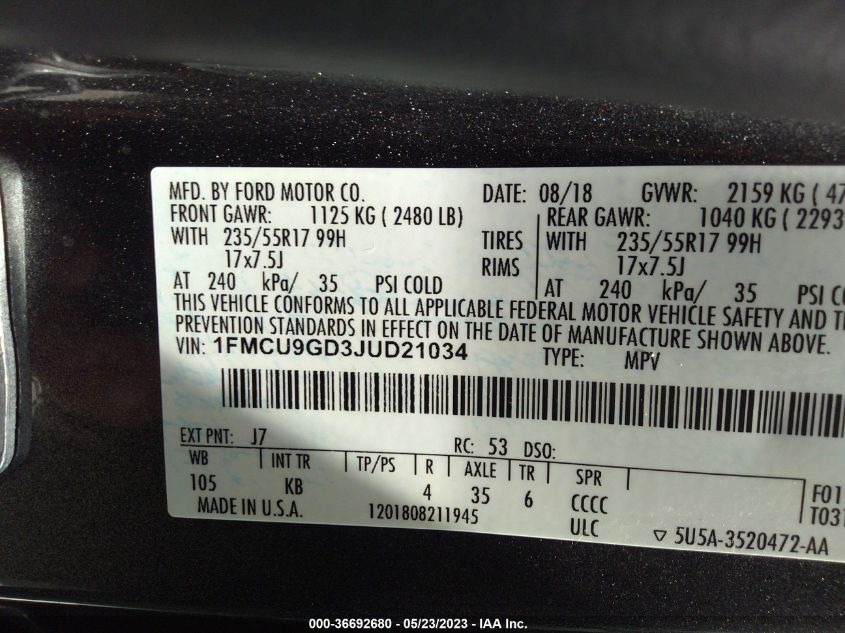 MFD. BY FORD MOTOR CO. DATE: 08/18 GVWR: 2159 KG ( 47
FRONT GAWR: 1125 KG ( 2480 LB) REAR GAWR: 1040 KG ( 2293
WITH 235/55R17 99H TIRES WITH 235/55R17 99H
17x7.5J RIMS 17x7.5J
AT 240 kPa/ 35 PSI COLD AT 240 kPa/ 35 PSI C
THIS VEHICLE CONFORMS TO ALL APPLICABLE FEDERAL MOTOR VEHICLE SAFETY AND T
PREVENTION STANDARDS IN EFFECT ON THE DATE OF MANUFACTURE SHOWN ABOVE.
VIN: 1FMCU9GD3JUD21034 TYPE: MPV
EXT PNT: J7 RC: 53 DSO:
WB INT TR TP/PS R AXLE TR SPR
105 KB 4 35 6 CCCC F01
MADE IN U.S.A. 1201808211945 ULC T031
▽ 5U5A-3520472-AA
000-36692680 / 05/23/2023 - IAA Inc.